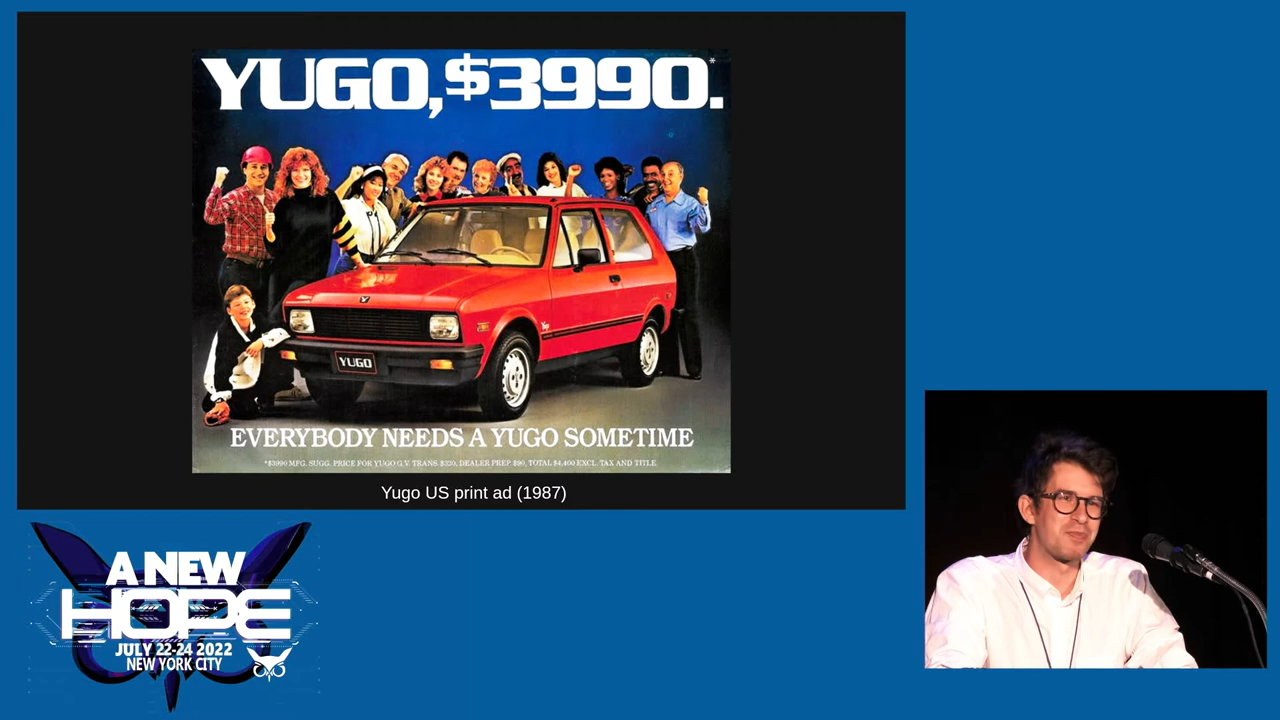 YUGO, $3990.*
YUGO
EVERYBODY NEEDS A YUGO SOMETIME
*$3990 MFG. SUGG. PRICE FOR YUGO G.V. TRANS. $320, DEALER PREP. $90, TOTAL $4,400 EXCL. TAX AND TITLE.
Yugo US print ad (1987)
A NEW
HOPE
JULY 22-24 2022
NEW YORK CITY